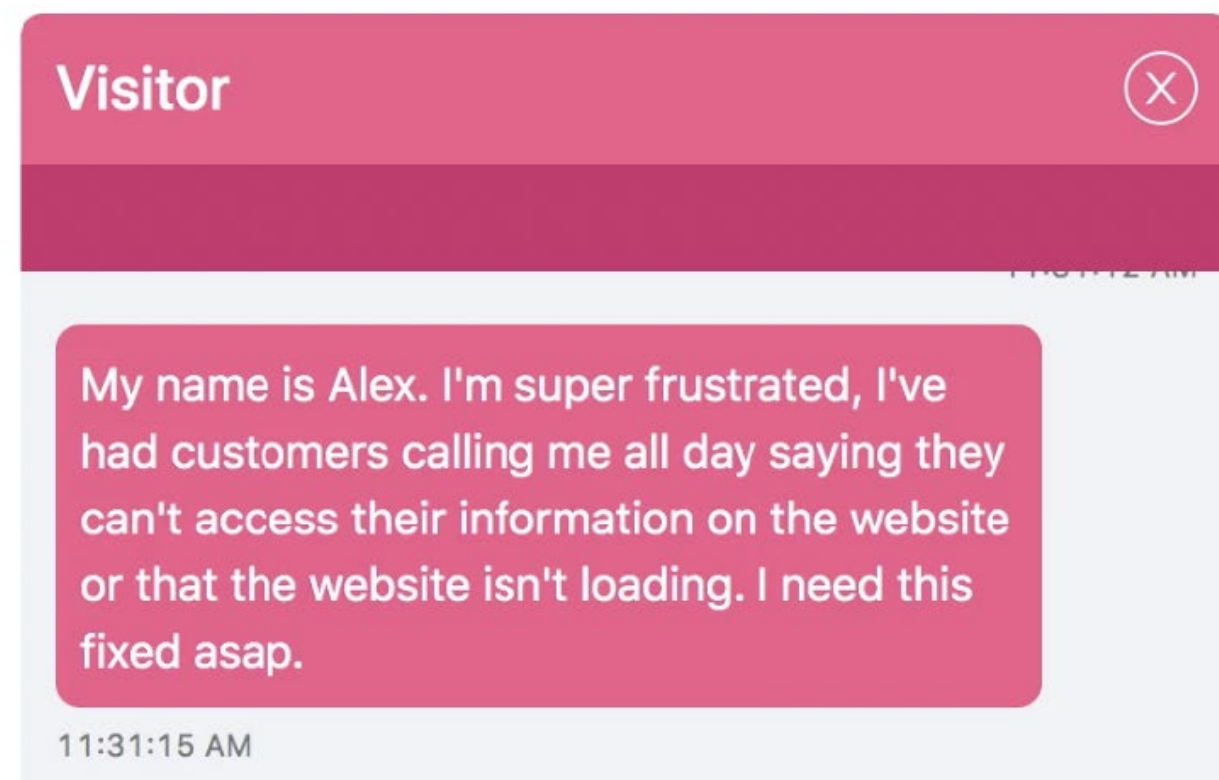 Visitor
X
My name is Alex. I'm super frustrated, I've
had customers calling me all day saying they
can't access their information on the website
or that the website isn't loading. I need this
fixed asap.
11:31:15 AM